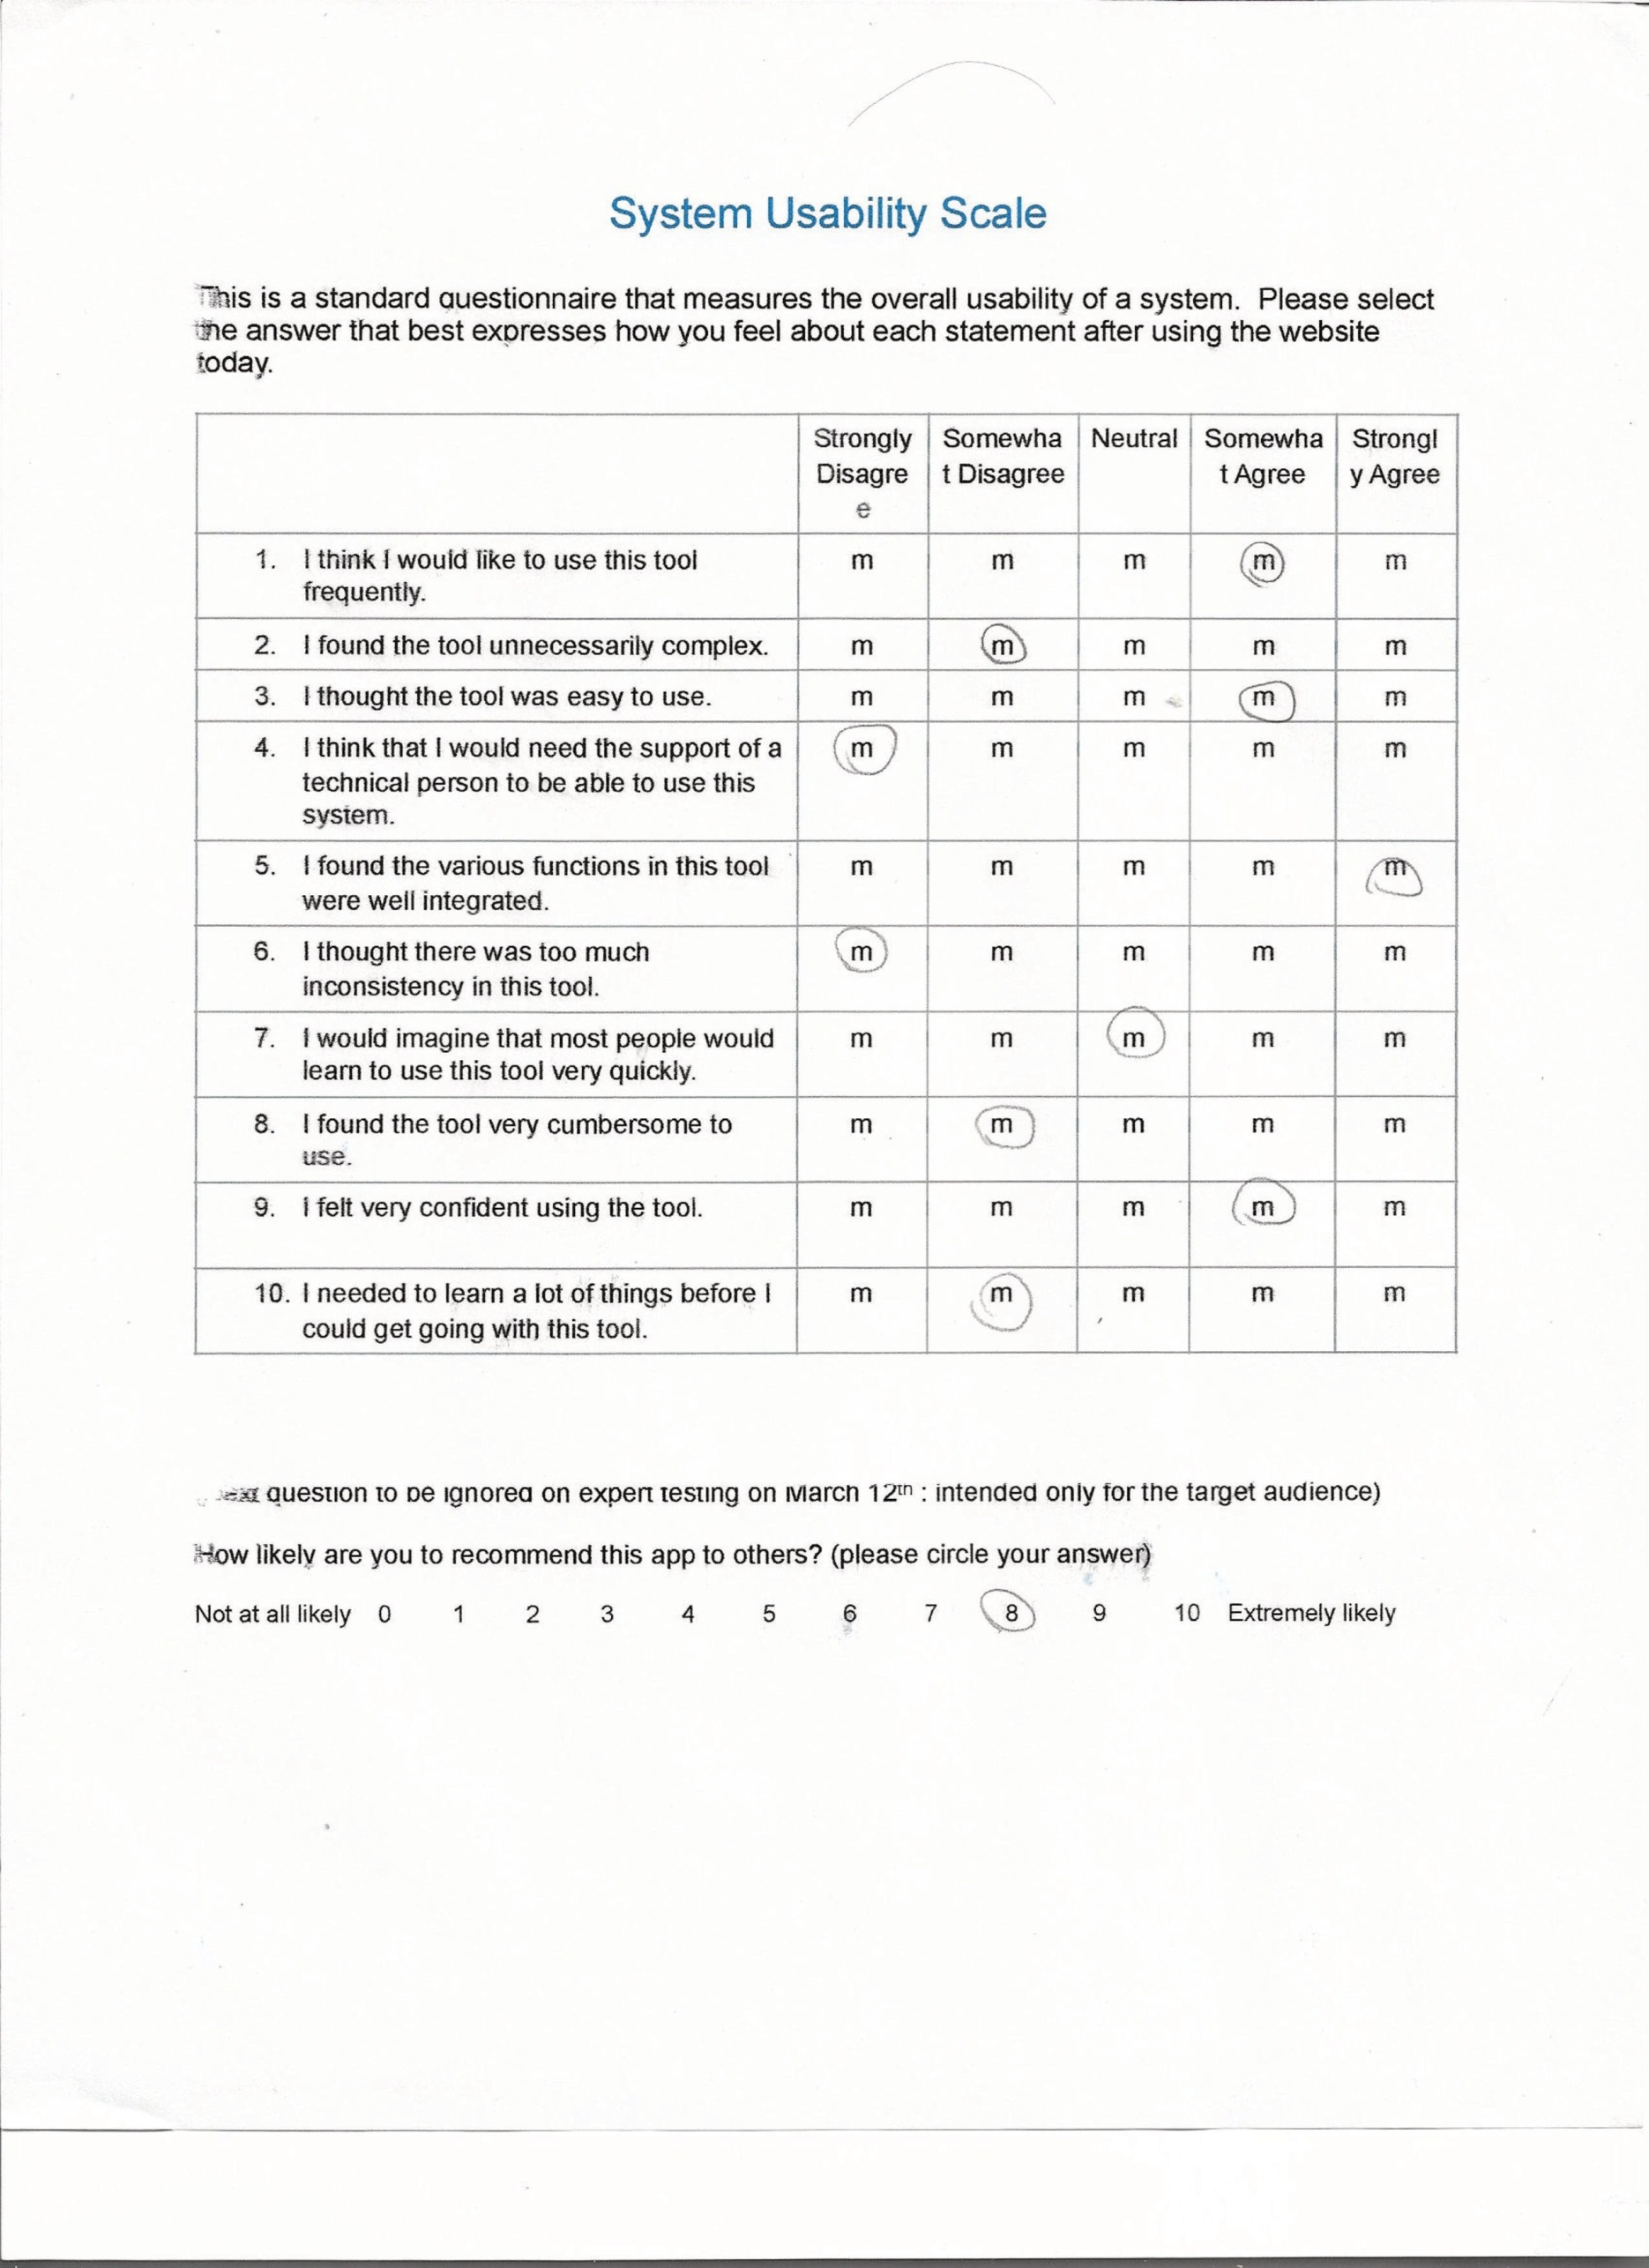 System Usability Scale
This is a standard questionnaire that measures the overall usability of a system. Please select
the answer that best expresses how you feel about each statement after using the website
today.
Strongly Disagre e Somewha t Disagree Neutral Somewha t Agree Strongl y Agree
1. I think I would like to use this tool m m m m m
frequently.
2. I found the tool unnecessarily complex. m m m m m
3. I thought the tool was easy to use. m m m m m
4. I think that I would need the support of a m m m m m
technical person to be able to use this
system.
5. I found the various functions in this tool m m m m m
were well integrated.
6. I thought there was too much m m m m m
inconsistency in this tool.
7. I would imagine that most people would m m m m m
learn to use this tool very quickly.
8. I found the tool very cumbersome to m m m m m
use.
9. I felt very confident using the tool. m m m m m
10. I needed to learn a lot of things before I m m m m m
could get going with this tool.
question to be ignored on expert testing on March 12th : intended only for the target audience)
How likely are you to recommend this app to others? (please circle your answer)
Not at all likely 0 1 2 3 4 5 6 7 8 9 10 Extremely likely